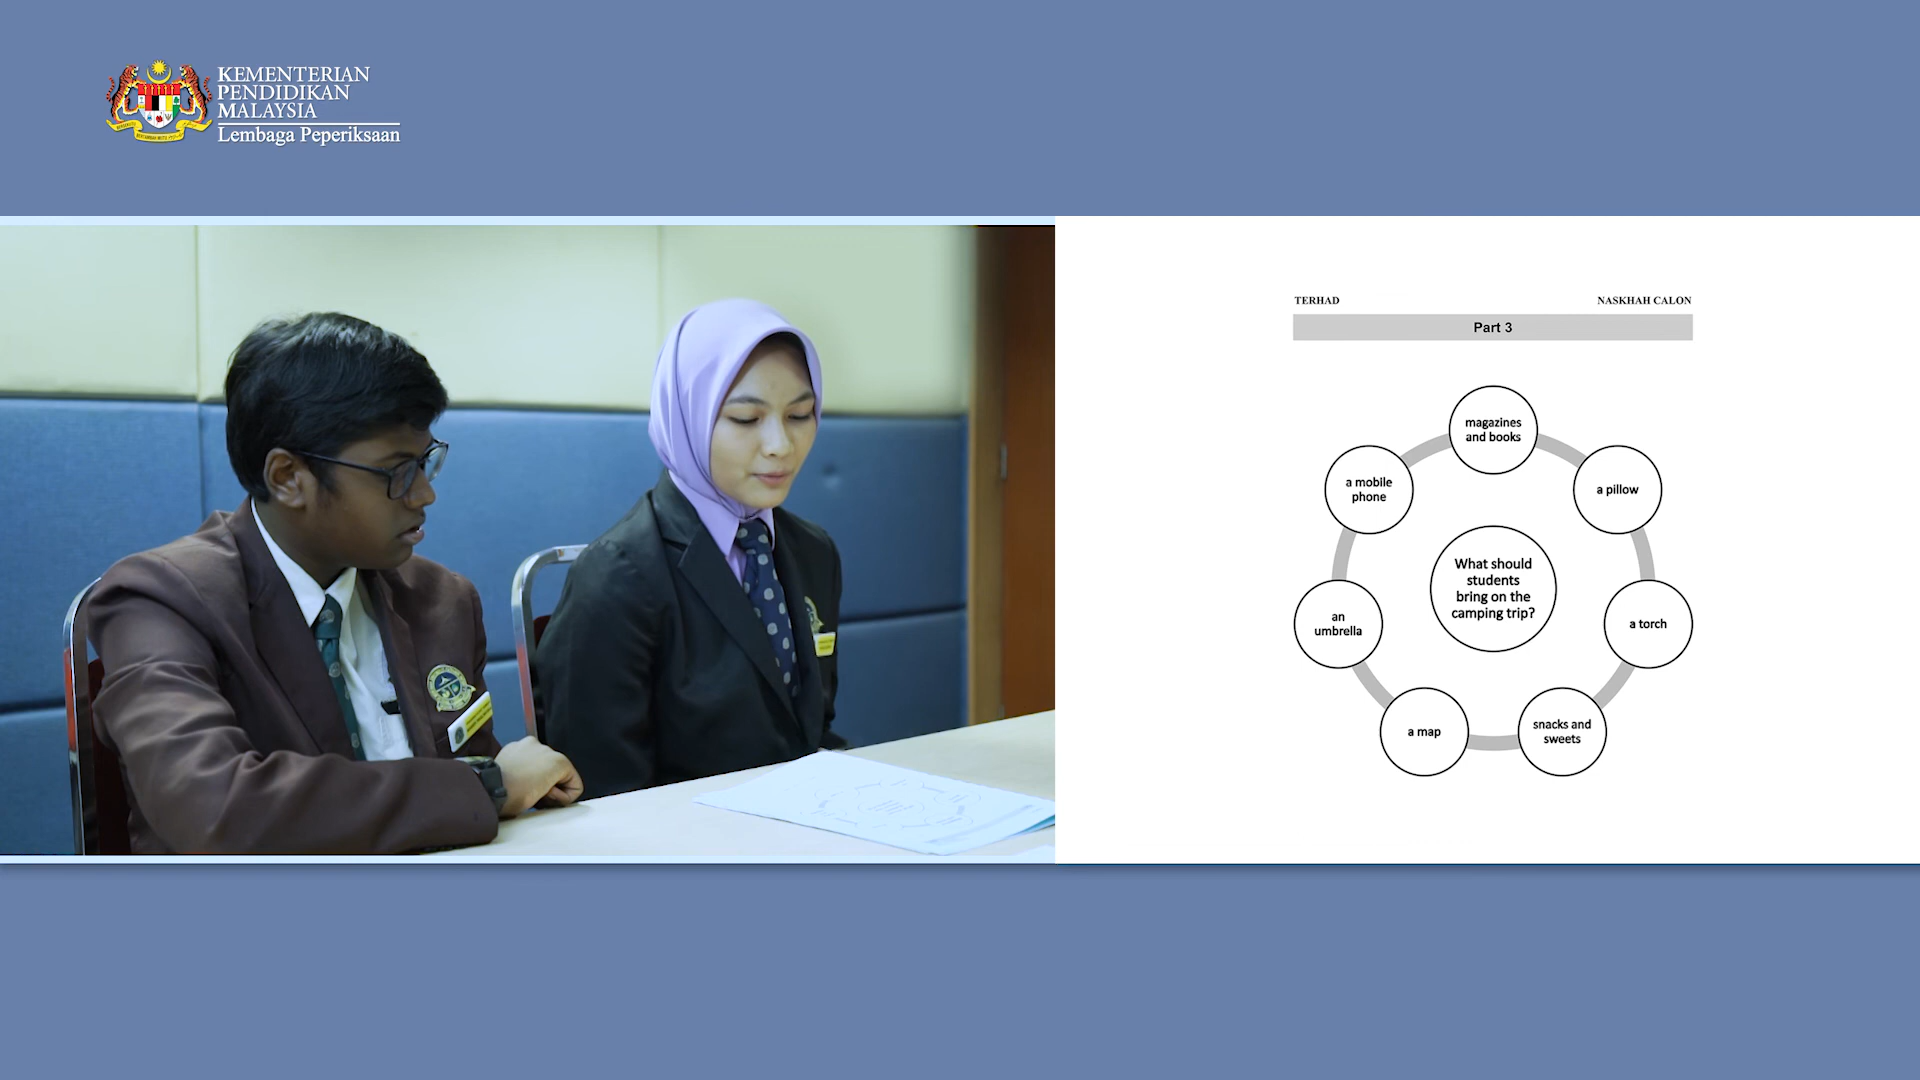 KEMENTERIAN
PENDIDIKAN
MALAYSIA
Lembaga Peperiksaan
TERHAD NASKHAH CALON
Part 3
magazines
and books
a mobile
phone
a pillow
What should
students
bring on the
camping trip?
an
umbrella
a torch
a map
snacks and
sweets